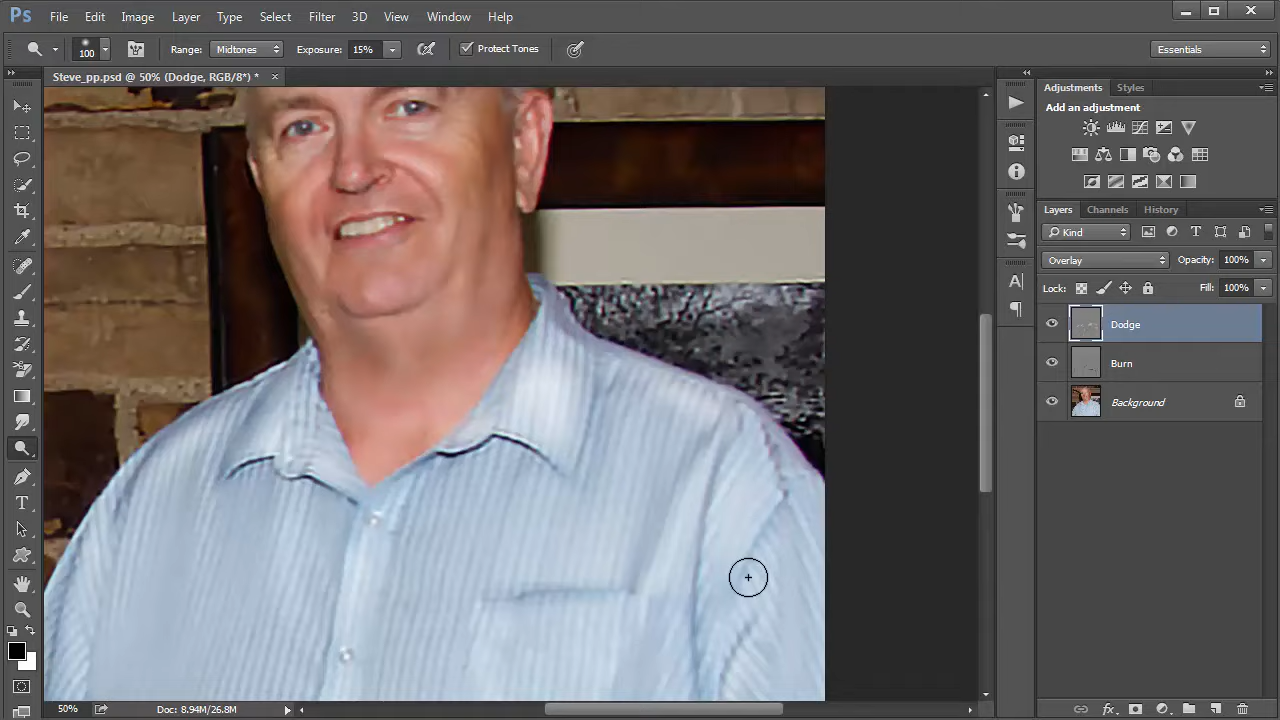 Ps File Edit Image Layer Type Select Filter 3D View Window Help
100 Range: Midtones Exposure: 15% Protect Tones Essentials
Steve_pp.psd @ 50% (Dodge, RGB/8*) * ×
Adjustments Styles
Add an adjustment
Layers Channels History
Kind
Overlay Opacity: 100%
Lock: Fill: 100%
Dodge
Burn
Background
50% Doc: 8.94M/26.8M